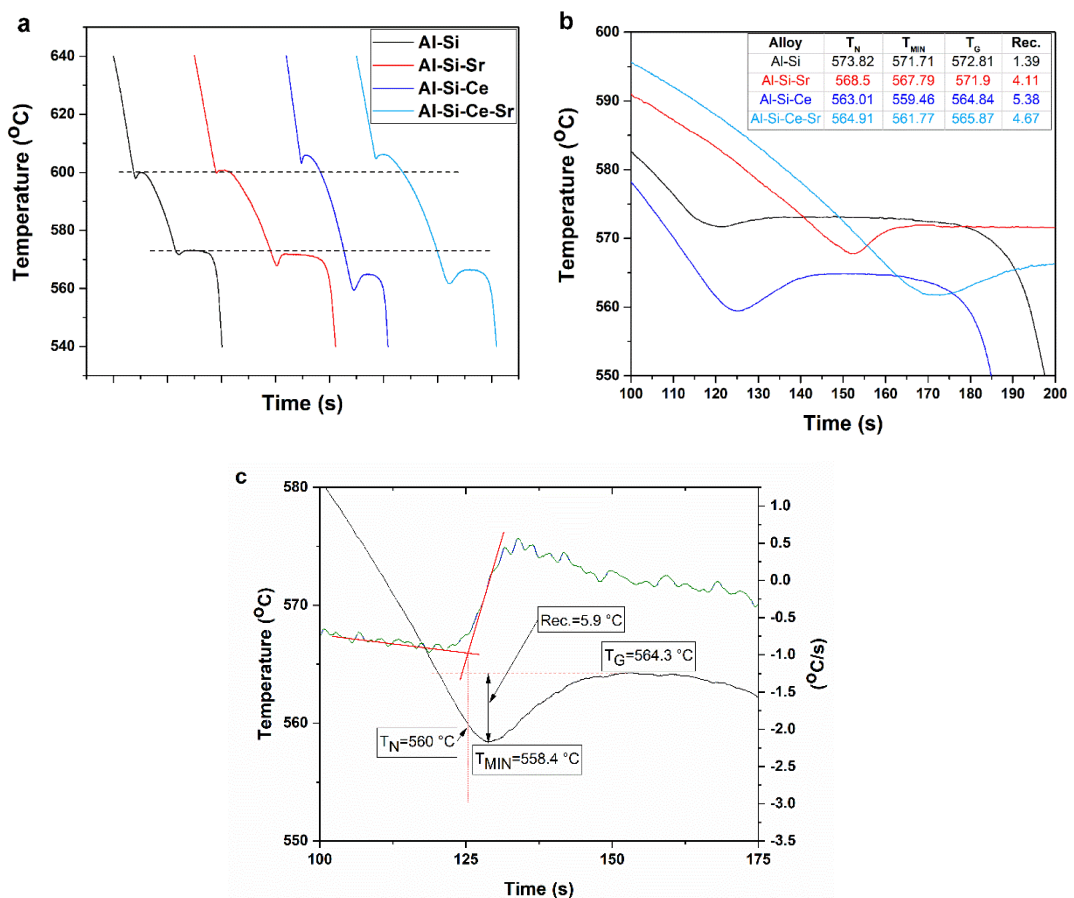 a
Al-Si
Al-Si-Sr
Al-Si-Ce
Al-Si-Ce-Sr
640
620
600
580
560
540
Temperature (°C)
Time (s)
b
Alloy T_N T_MIN T_G Rec.
Al-Si 573.82 571.71 572.81 1.39
Al-Si-Sr 568.5 567.79 571.9 4.11
Al-Si-Ce 563.01 559.46 564.84 5.38
Al-Si-Ce-Sr 564.91 561.77 565.87 4.67
600
590
580
570
560
550
Temperature (°C)
100 110 120 130 140 150 160 170 180 190 200
Time (s)
c
580
570
560
550
Temperature (°C)
Rec.=5.9 °C
T_G=564.3 °C
T_N=560 °C
T_MIN=558.4 °C
1.0
0.5
0.0
-0.5
-1.0
-1.5
-2.0
-2.5
-3.0
-3.5
(°C/s)
100 125 150 175
Time (s)